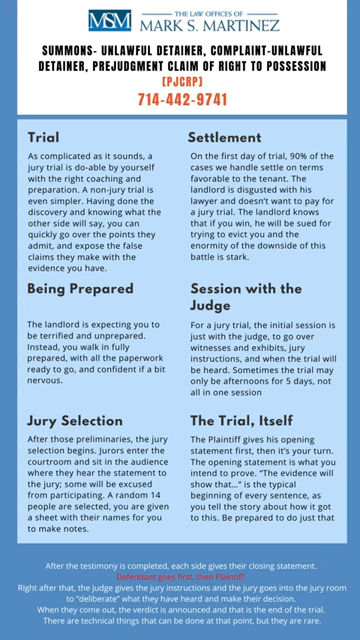 MSM
THE LAW OFFICES OF
MARK S. MARTINEZ
SUMMONS- UNLAWFUL DETAINER, COMPLAINT-UNLAWFUL
DETAINER, PREJUDGMENT CLAIM OF RIGHT TO POSSESSION
[PJCRP]
714-442-9741
Trial
As complicated as it sounds, a
jury trial is do-able by yourself
with the right coaching and
preparation. A non-jury trial is
even simpler. Having done the
discovery and knowing what the
other side will say, you can
quickly go over the points they
admit, and expose the false
claims they make with the
evidence you have.
Settlement
On the first day of trial, 90% of the
cases we handle settle on terms
favorable to the tenant. The
landlord is disgusted with his
lawyer and doesn't want to pay for
a jury trial. The landlord knows
that if you win, he will be sued for
trying to evict you and the
enormity of the downside of this
battle is stark.
Being Prepared
The landlord is expecting you to
be terrified and unprepared.
Instead, you walk in fully
prepared, with all the paperwork
ready to go, and confident if a bit
nervous.
Session with the
Judge
For a jury trial, the initial session is
just with the judge, to go over
witnesses and exhibits, jury
instructions, and when the trial will
be heard. Sometimes the trial may
only be afternoons for 5 days, not
all in one session
Jury Selection
After those preliminaries, the jury
selection begins. Jurors enter the
courtroom and sit in the audience
where they hear the statement to
the jury; some will be excused
from participating. A random 14
people are selected, you are given
a sheet with their names for you
to make notes.
The Trial, Itself
The Plaintiff gives his opening
statement first, then it's your turn.
The opening statement is what you
intend to prove. "The evidence will
show that..." is the typical
beginning of every sentence, as
you tell the story about how it got
to this. Be prepared to do just that
After the testimony is completed, each side gives their closing statement.
Defendant goes first, then Plaintiff.
Right after that, the judge gives the jury instructions and the jury goes into the jury room
to "deliberate" what they have heard and make their decision.
When they come out, the verdict is announced and that is the end of the trial.
There are technical things that can be done at that point, but they are rare.